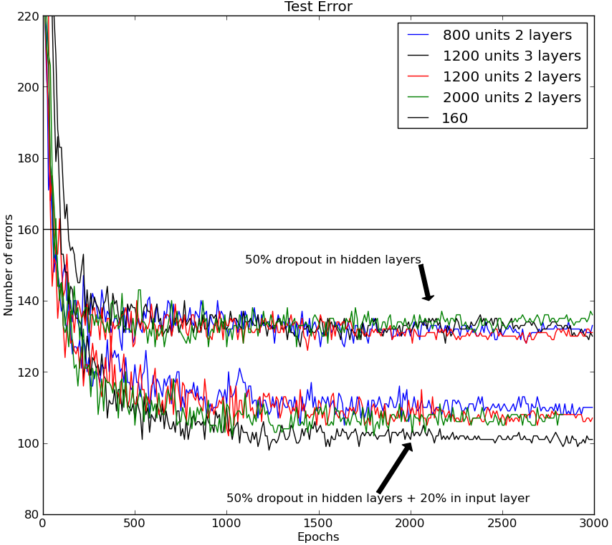 Test Error
220
200
180
160
140
120
100
80
Number of errors
800 units 2 layers
1200 units 3 layers
1200 units 2 layers
2000 units 2 layers
160
50% dropout in hidden layers
50% dropout in hidden layers + 20% in input layer
0
500
1000
1500
2000
2500
3000
Epochs